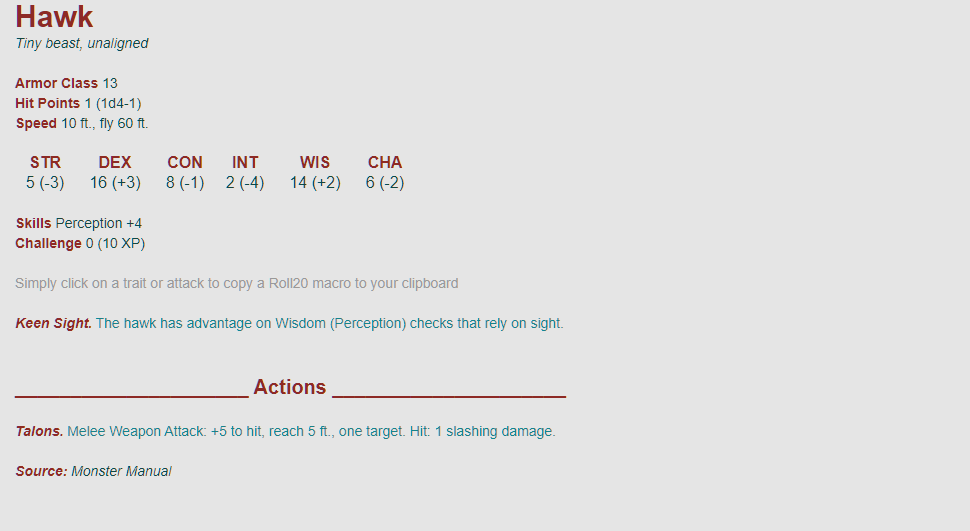 Hawk
Tiny beast, unaligned
Armor Class 13
Hit Points 1 (1d4-1)
Speed 10 ft., fly 60 ft.
STR DEX CON INT WIS CHA
5 (-3) 16 (+3) 8 (-1) 2 (-4) 14 (+2) 6 (-2)
Skills Perception +4
Challenge 0 (10 XP)
Simply click on a trait or attack to copy a Roll20 macro to your clipboard
Keen Sight. The hawk has advantage on Wisdom (Perception) checks that rely on sight.
_____________________ Actions _____________________
Talons. Melee Weapon Attack: +5 to hit, reach 5 ft., one target. Hit: 1 slashing damage.
Source: Monster Manual